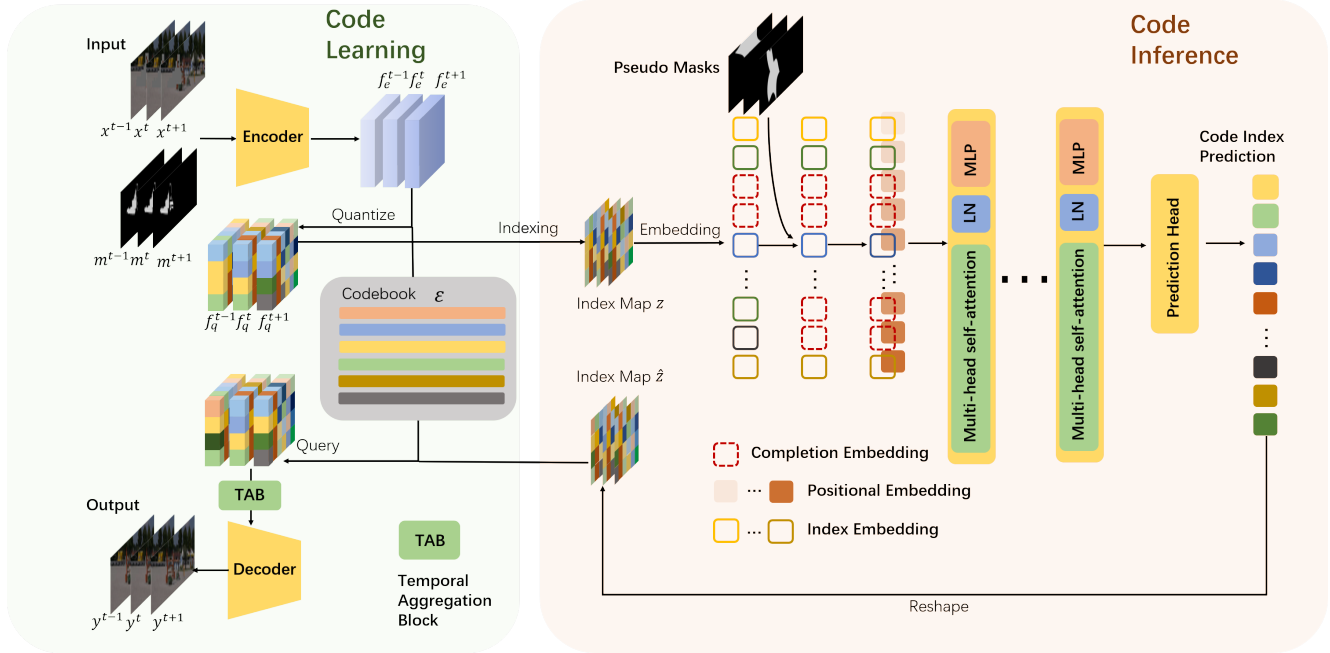 Code
Learning
Input
x^{t-1} x^t x^{t+1}
m^{t-1} m^t m^{t+1}
Encoder
f_e^{t-1} f_e^t f_e^{t+1}
Quantize
f_q^{t-1} f_q^t f_q^{t+1}
Codebook ε
Query
TAB
Output
Decoder
y^{t-1} y^t y^{t+1}
TAB
Temporal
Aggregation
Block
Code
Inference
Pseudo Masks
Indexing
Embedding
Index Map z
Index Map ẑ
MLP
LN
Multi-head self-attention
MLP
LN
Multi-head self-attention
Prediction Head
Code Index
Prediction
Completion Embedding
Positional Embedding
Index Embedding
Reshape